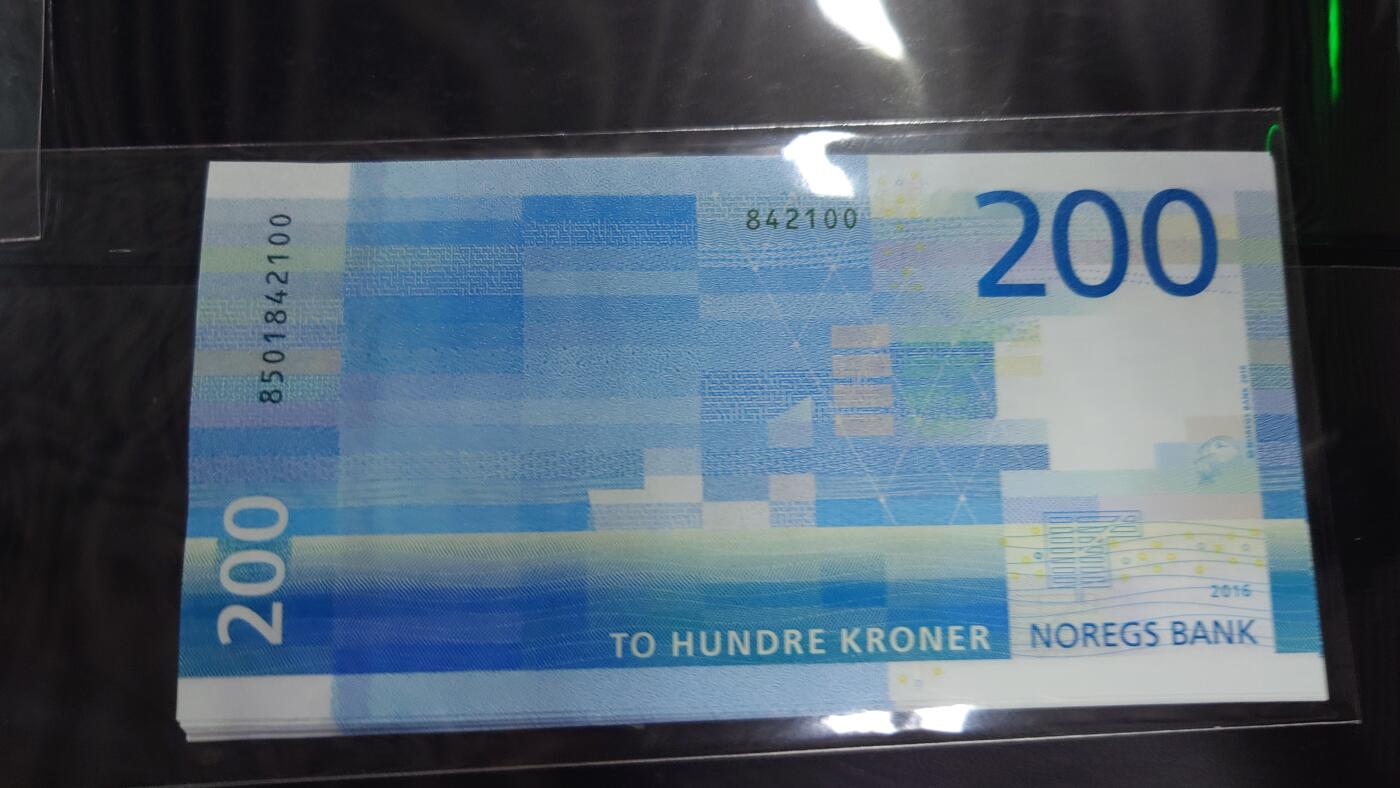 8501842100
842100
200
200
TO HUNDRE KRONER
2016
NOREGS BANK